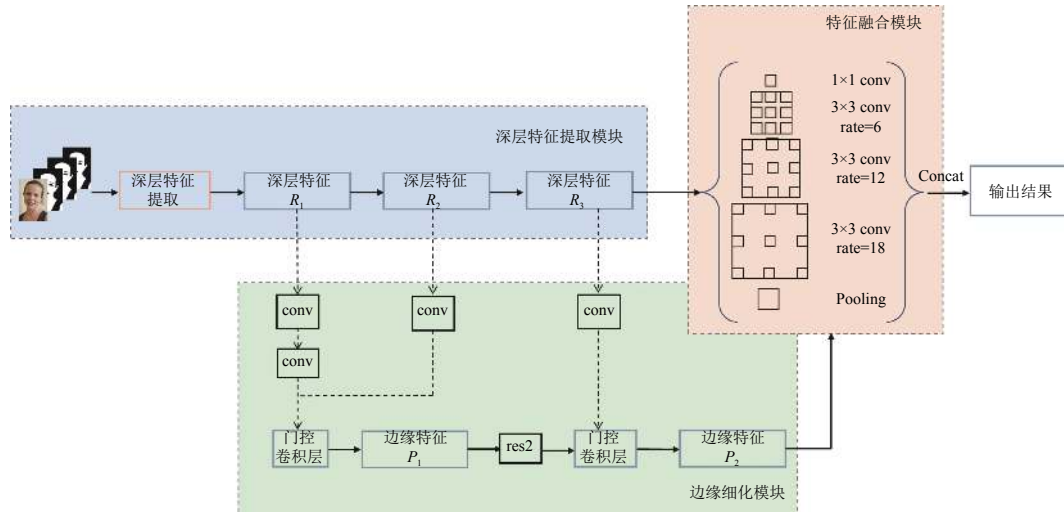 特征融合模块
1×1 conv
3×3 conv
rate=6
3×3 conv
rate=12
3×3 conv
rate=18
Pooling
Concat
输出结果
深层特征提取模块
深层特征
提取
深层特征
R1
深层特征
R2
深层特征
R3
conv
conv
conv
conv
门控
卷积层
边缘特征
P1
res2
门控
卷积层
边缘特征
P2
边缘细化模块